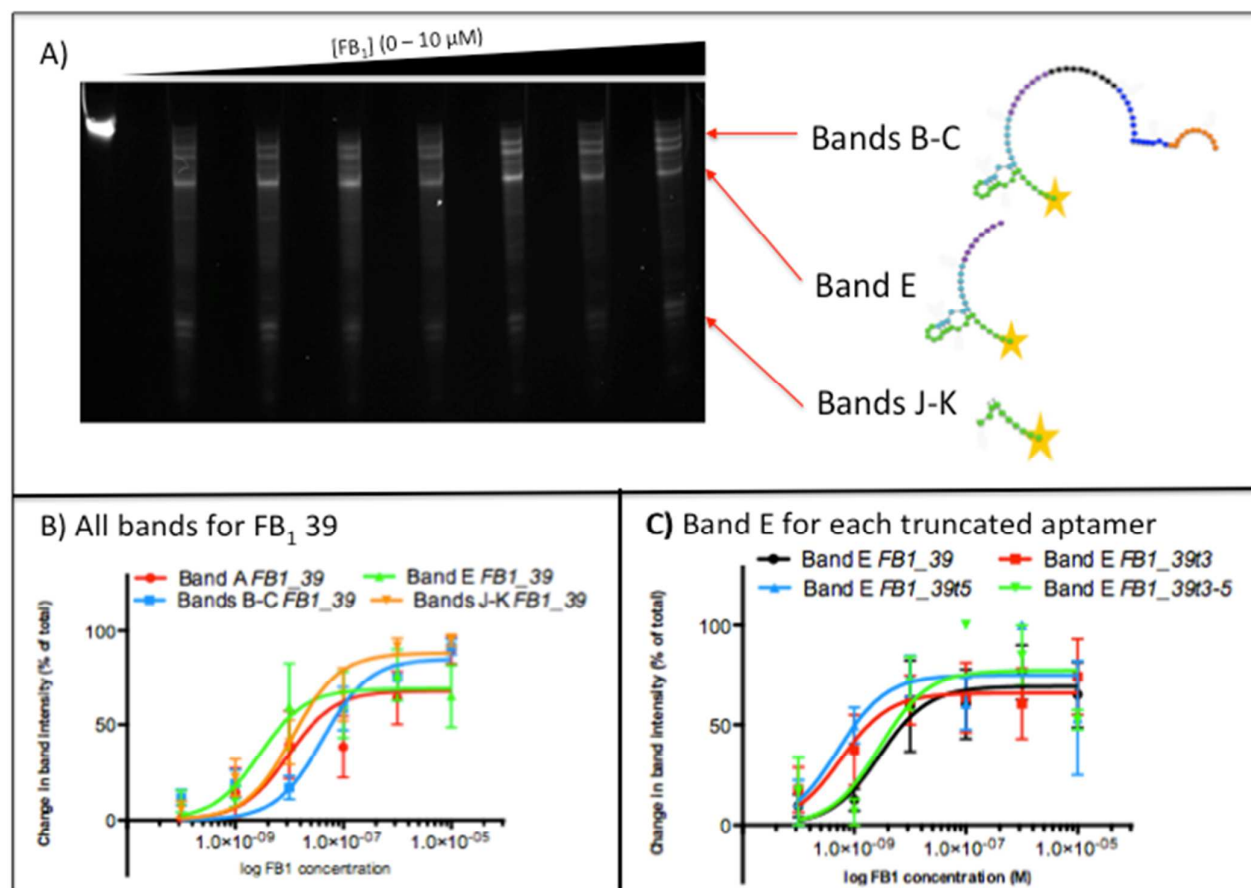 A)
[FB₁] (0 – 10 µM)
Bands B-C
Band E
Bands J-K
B) All bands for FB₁ 39
Band A FB1_39
Band E FB1_39
Bands B-C FB1_39
Bands J-K FB1_39
Change in band intensity (% of total)
100
50
0
1.0×10⁻⁰⁹
1.0×10⁻⁰⁷
1.0×10⁻⁰⁵
log FB1 concentration
C) Band E for each truncated aptamer
Band E FB1_39
Band E FB1_39t3
Band E FB1_39t5
Band E FB1_39t3-5
Change in band intensity (% of total)
100
50
0
1.0×10⁻⁰⁹
1.0×10⁻⁰⁷
1.0×10⁻⁰⁵
log FB1 concentration (M)